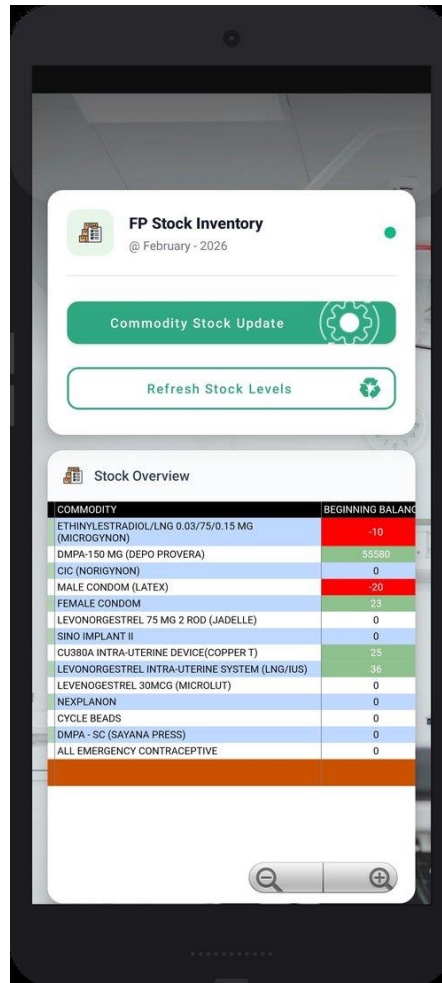 FP Stock Inventory
@ February - 2026
Commodity Stock Update
Refresh Stock Levels
Stock Overview
COMMODITY BEGINNING BALANC
ETHINYLESTRADIOL/LNG 0.03/75/0.15 MG
(MICROGYNON) -10
DMPA-150 MG (DEPO PROVERA) 55580
CIC (NORIGYNON) 0
MALE CONDOM (LATEX) -20
FEMALE CONDOM 23
LEVONORGESTREL 75 MG 2 ROD (JADELLE) 0
SINO IMPLANT II 0
CU380A INTRA-UTERINE DEVICE(COPPER T) 25
LEVONORGESTREL INTRA-UTERINE SYSTEM (LNG/IUS) 36
LEVENOGESTREL 30MCG (MICROLUT) 0
NEXPLANON 0
CYCLE BEADS 0
DMPA - SC (SAYANA PRESS) 0
ALL EMERGENCY CONTRACEPTIVE 0